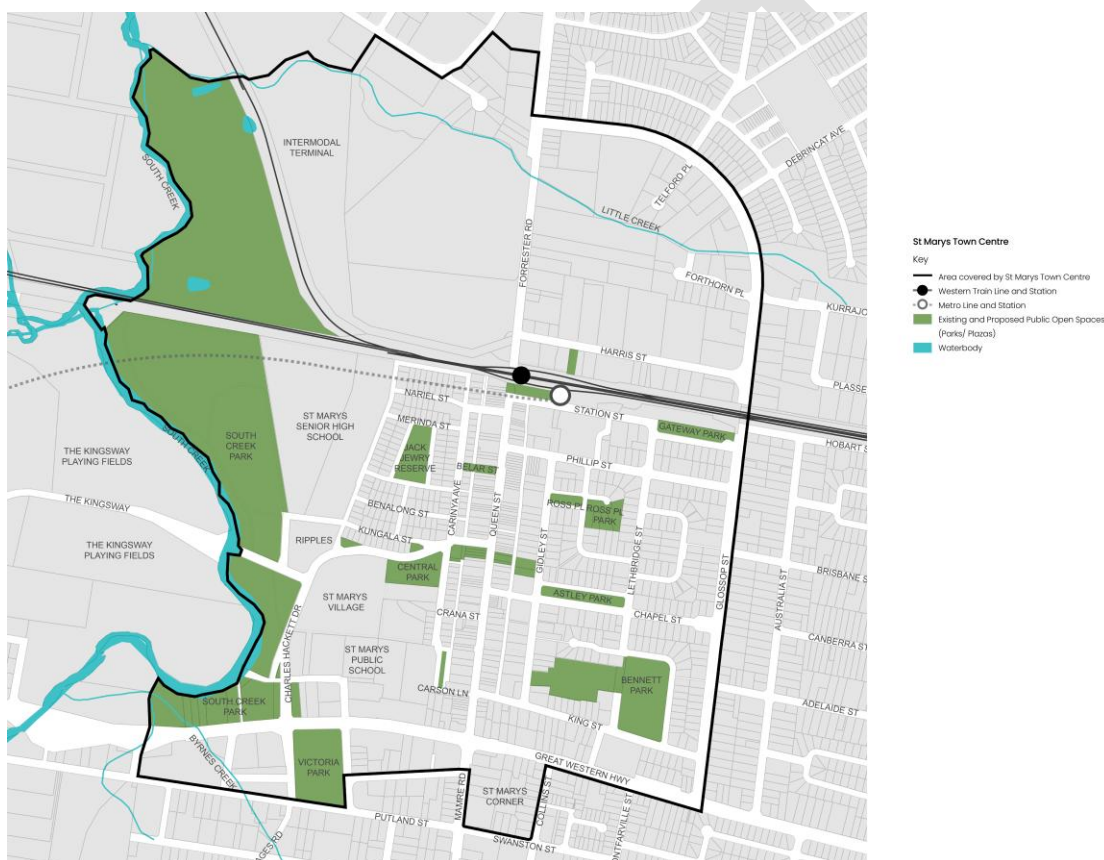 INTERMODAL
TERMINAL
SOUTH CREEK
FORRESTER RD
TELFORD PL
DEBRINCAT AVE
LITTLE CREEK
FORTHORN PL
KURRAJO
HARRIS ST
PLASSE
NARIEL ST
STATION ST
MERINDA ST
GATEWAY PARK
HOBART S
ST MARYS
SENIOR HIGH
SCHOOL
SOUTH
CREEK
PARK
SOUTH CREEK
THE KINGSWAY
PLAYING FIELDS
JACK
JEWRY
RESERVE
BELAR ST
PHILLIP ST
CARINYA AVE
QUEEN ST
THE KINGSWAY
BENALONG ST
ROSS PL
ROSS PL
PARK
GIDLEY ST
LETHBRIDGE ST
GLOSSOP ST
KUNGALA ST
RIPPLES
THE KINGSWAY
PLAYING FIELDS
CENTRAL
PARK
BRISBANE S
AUSTRALIA ST
ST MARYS
VILLAGE
ASTLEY PARK
CRANA ST
CHAPEL ST
CANBERRA ST
CHARLES HACKETT DR
ST MARYS
PUBLIC
SCHOOL
CARSON LN
BENNETT
PARK
SOUTH CREEK
PARK
ADELAIDE ST
KING ST
BYRNES CREEK
VICTORIA
PARK
GREAT WESTERN HWY
MAMRE RD
ST MARYS
CORNER
COLLINS ST
MONTFARVILLE ST
PUTLAND ST
SWANSTON ST
AGES RD
St Marys Town Centre
Key
Area covered by St Marys Town Centre
Western Train Line and Station
Metro Line and Station
Existing and Proposed Public Open Spaces
(Parks/ Plazas)
Waterbody